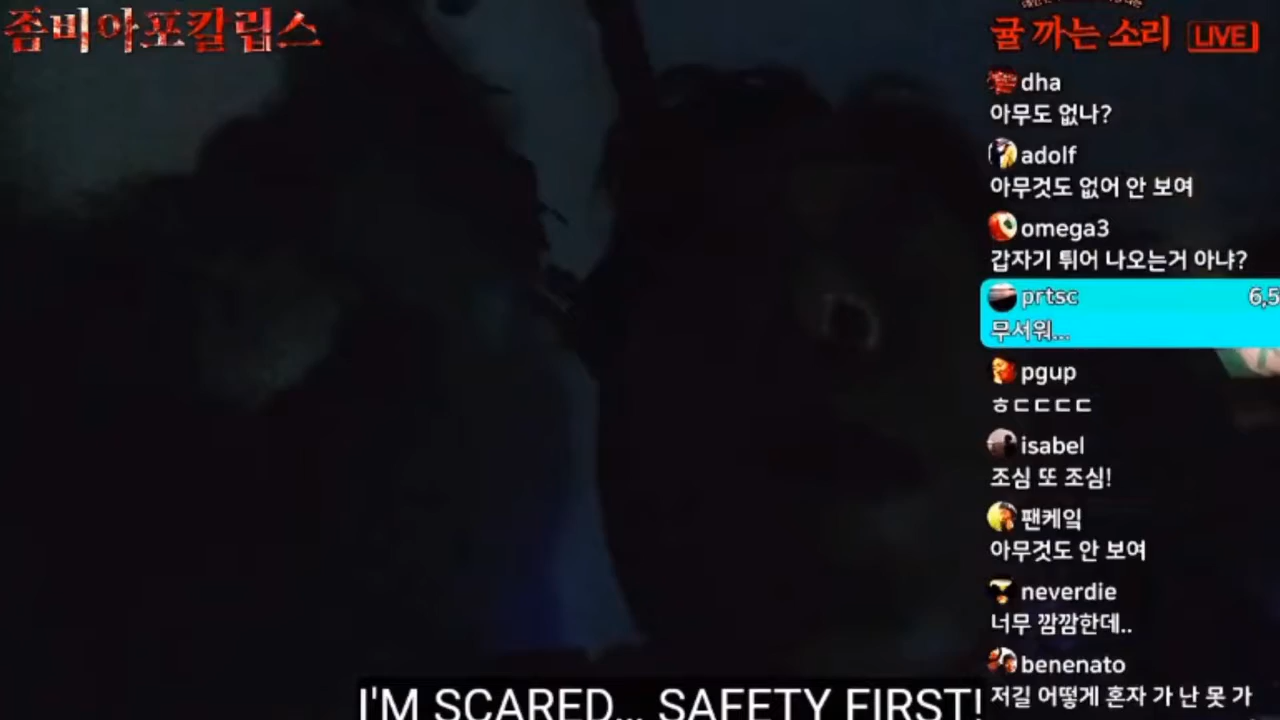 좀비아포칼립스
귤 까는 소리 LIVE
dha
아무도 없나?
adolf
아무것도 없어 안 보여
omega3
갑자기 튀어 나오는거 아냐?
prtsc 6,5
무서워...
pgup
ㅎㄷㄷㄷㄷ
isabel
조심 또 조심!
팬케잌
아무것도 안 보여
neverdie
너무 깜깜한데..
benenato
저길 어떻게 혼자 가 난 못 가
I'M SCARED... SAFETY FIRST!